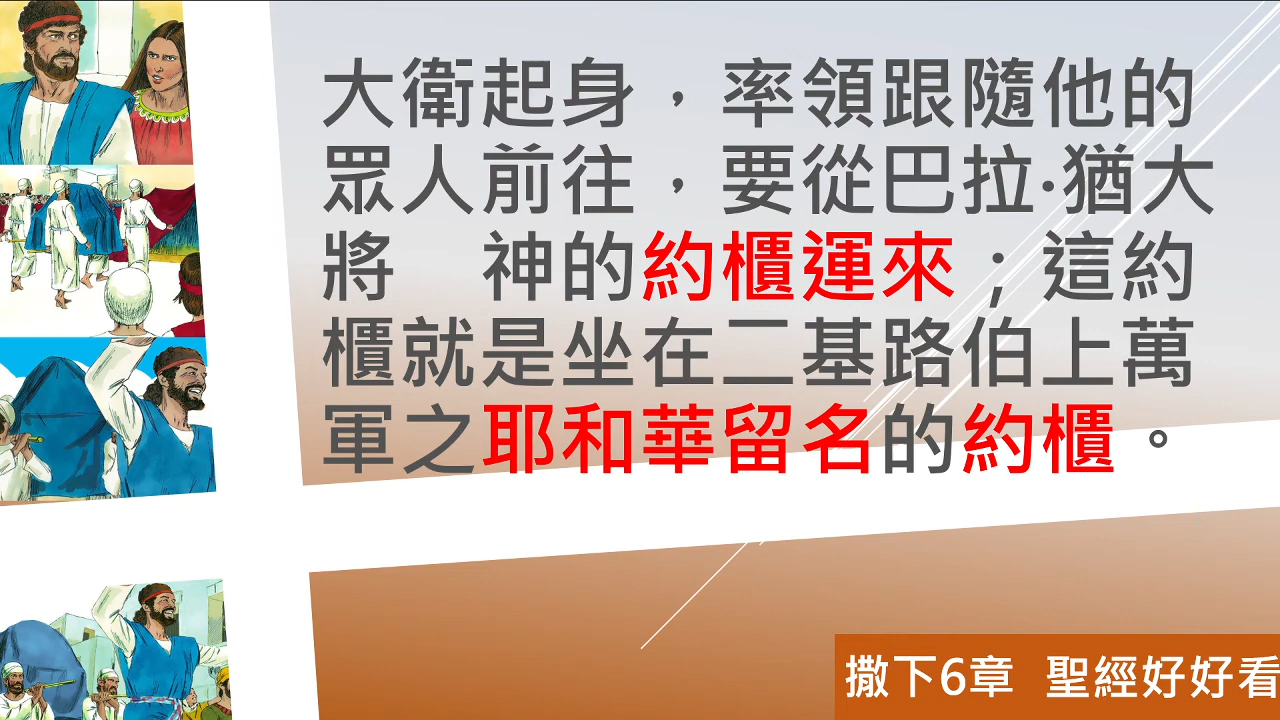 大衛起身，率領跟隨他的
眾人前往，要從巴拉·猶大
將　神的約櫃運來；這約
櫃就是坐在二基路伯上萬
軍之耶和華留名的約櫃。
撒下6章 聖經好好看